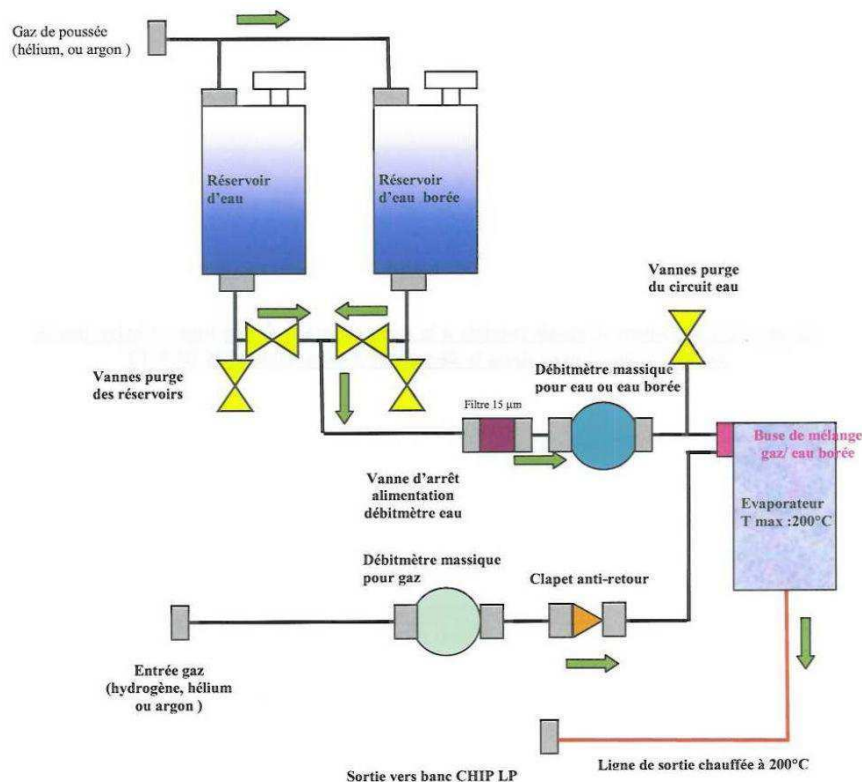 Gaz de poussée
(hélium, ou argon )
Réservoir
d'eau
Réservoir
d'eau borée
Vannes purge
du circuit eau
Vannes purge
des réservoirs
Débitmètre massique
pour eau ou eau borée
Filtre 15 µm
Buse de mélange
gaz/ eau borée
Vanne d'arrêt
alimentation
débitmètre eau
Evaporateur
T max :200°C
Débitmètre massique
pour gaz
Clapet anti-retour
Entrée gaz
(hydrogène, hélium
ou argon )
Ligne de sortie chauffée à 200°C
Sortie vers banc CHIP LP